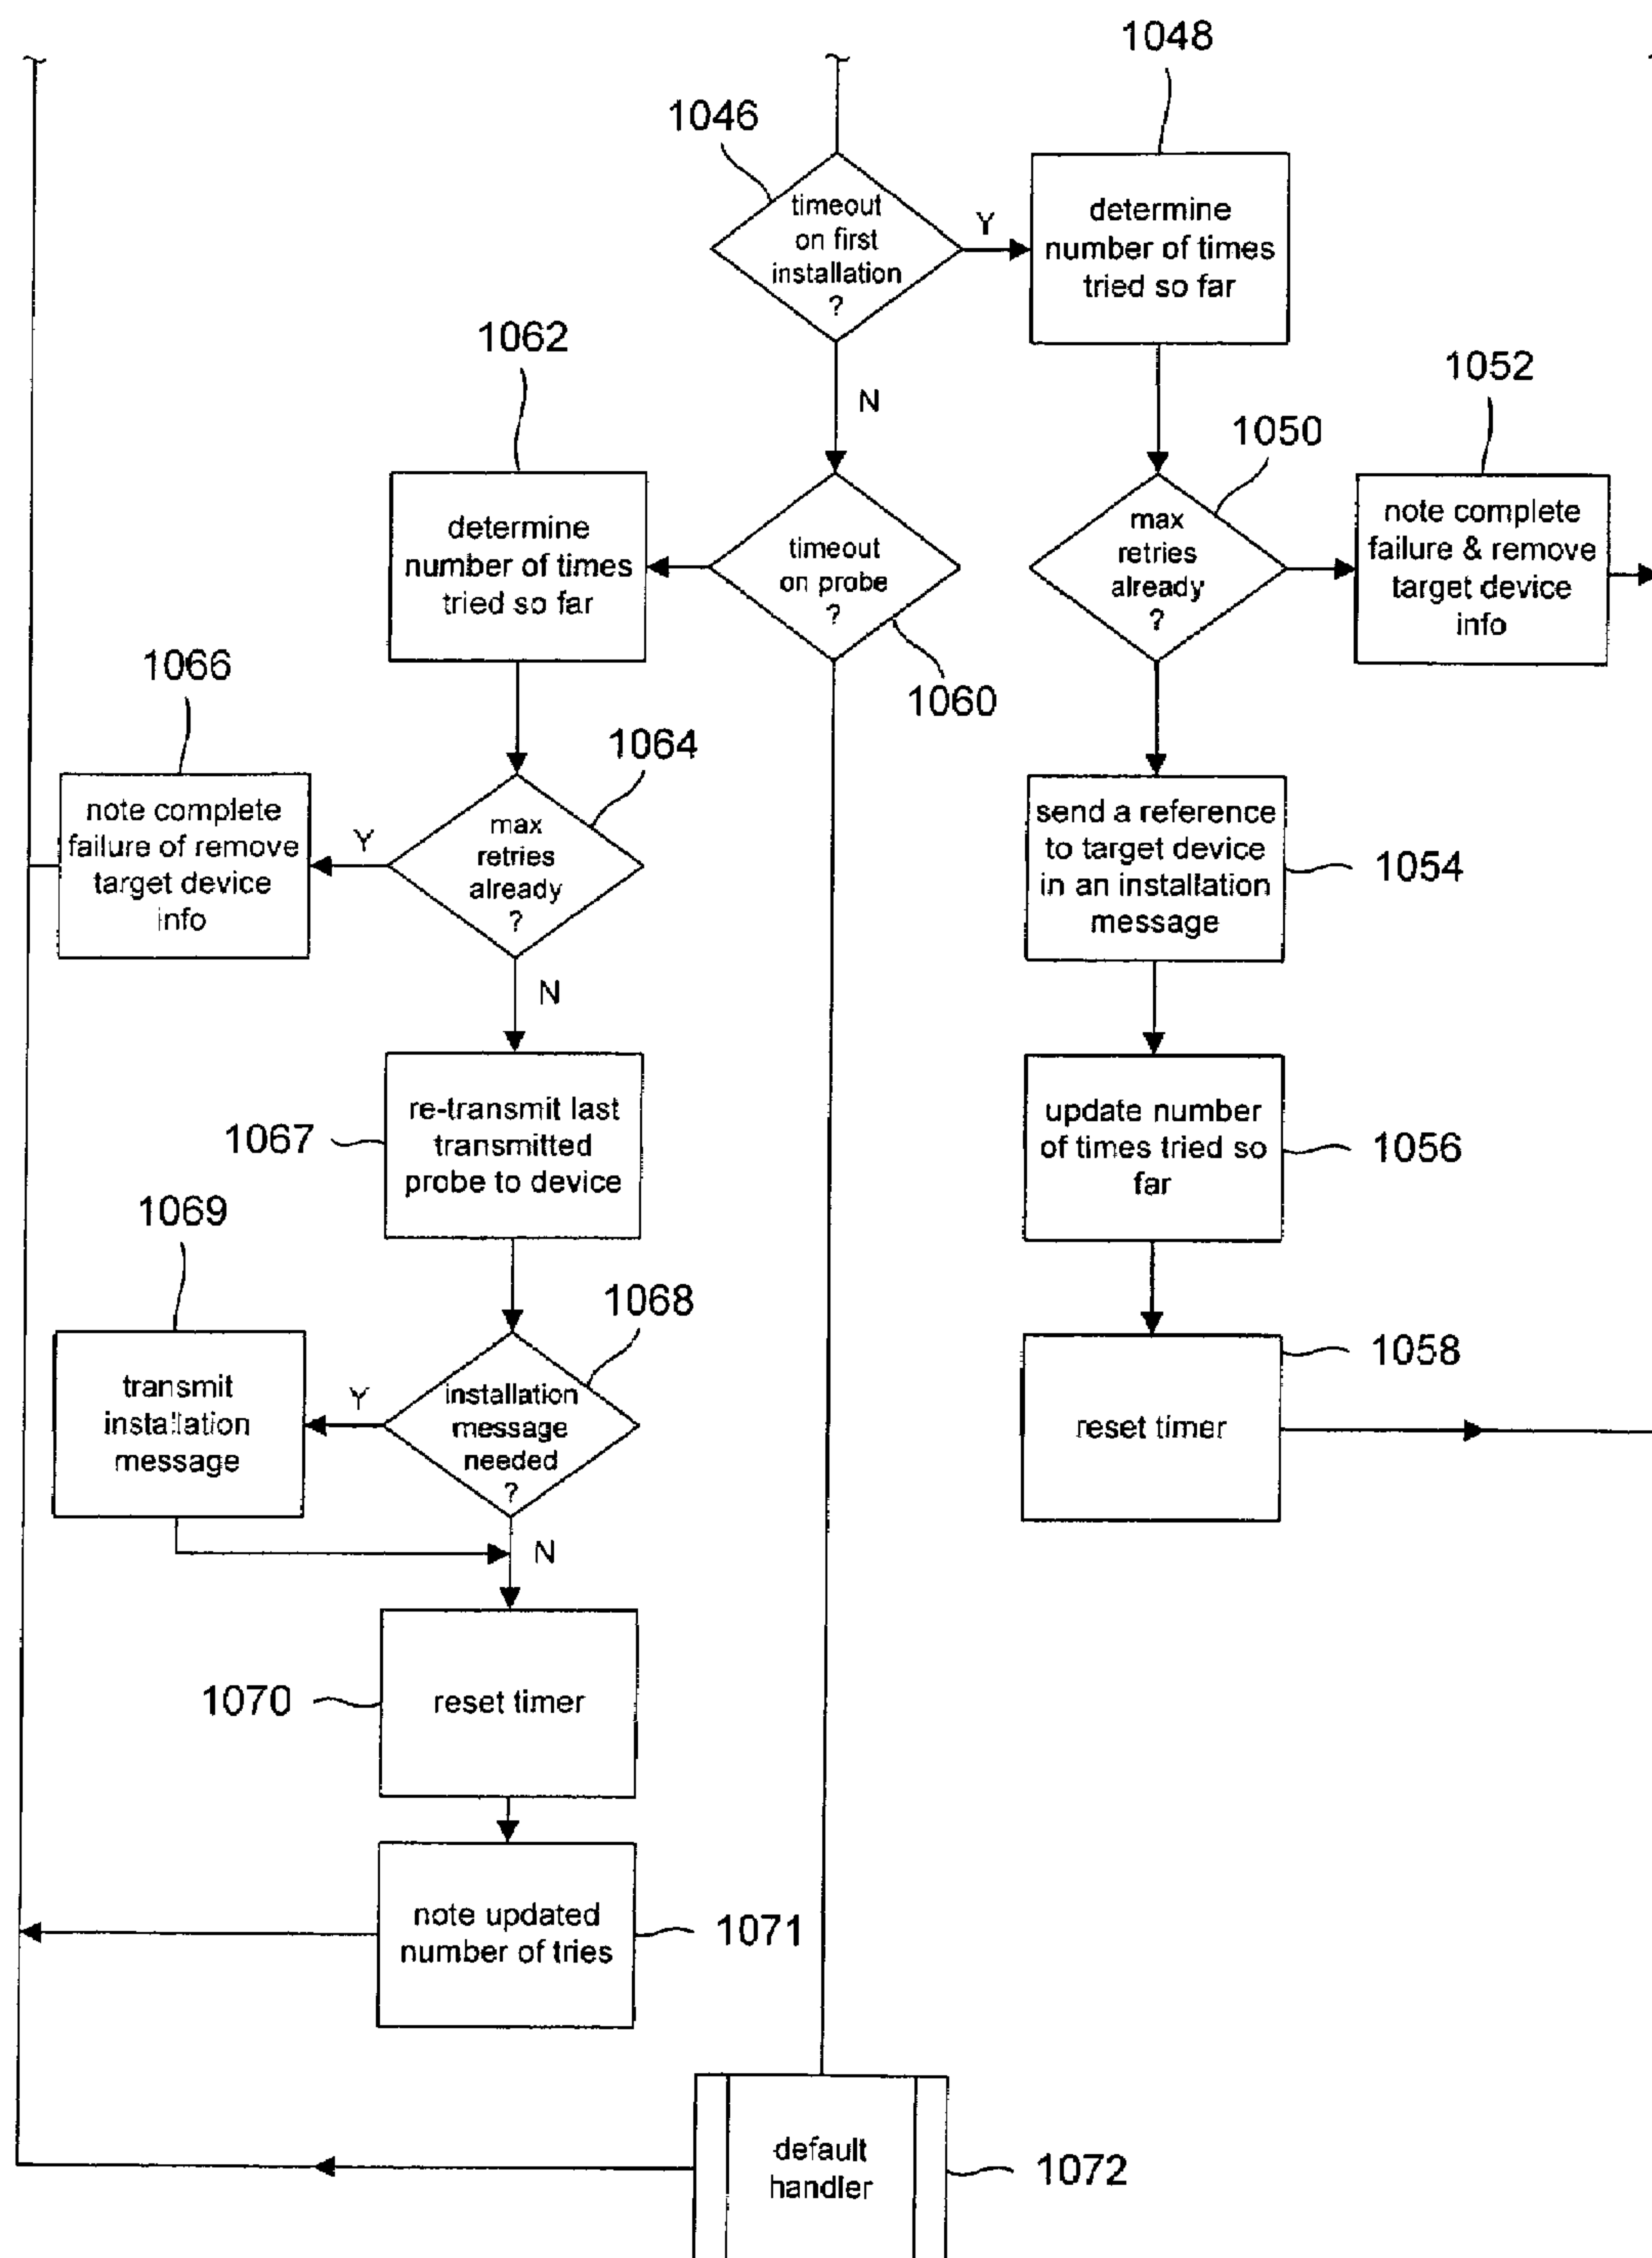 1048
1046
timeout
on first
installation
?
Y
determine
number of times
tried so far
1062
N
1052
1050
determine
number of times
tried so far
timeout
on probe
?
max
retries
already
?
note complete
failure & remove
target device
info
1066
1060
1064
note complete
failure of remove
target device
info
Y
max
retries
already
?
send a reference
to target device
in an installation
message
1054
N
1067
re-transmit last
transmitted
probe to device
update number
of times tried so
far
1056
1069
1068
transmit
installation
message
Y
installation
message
needed
?
reset timer
1058
N
1070
reset timer
note updated
number of tries
1071
default
handler
1072